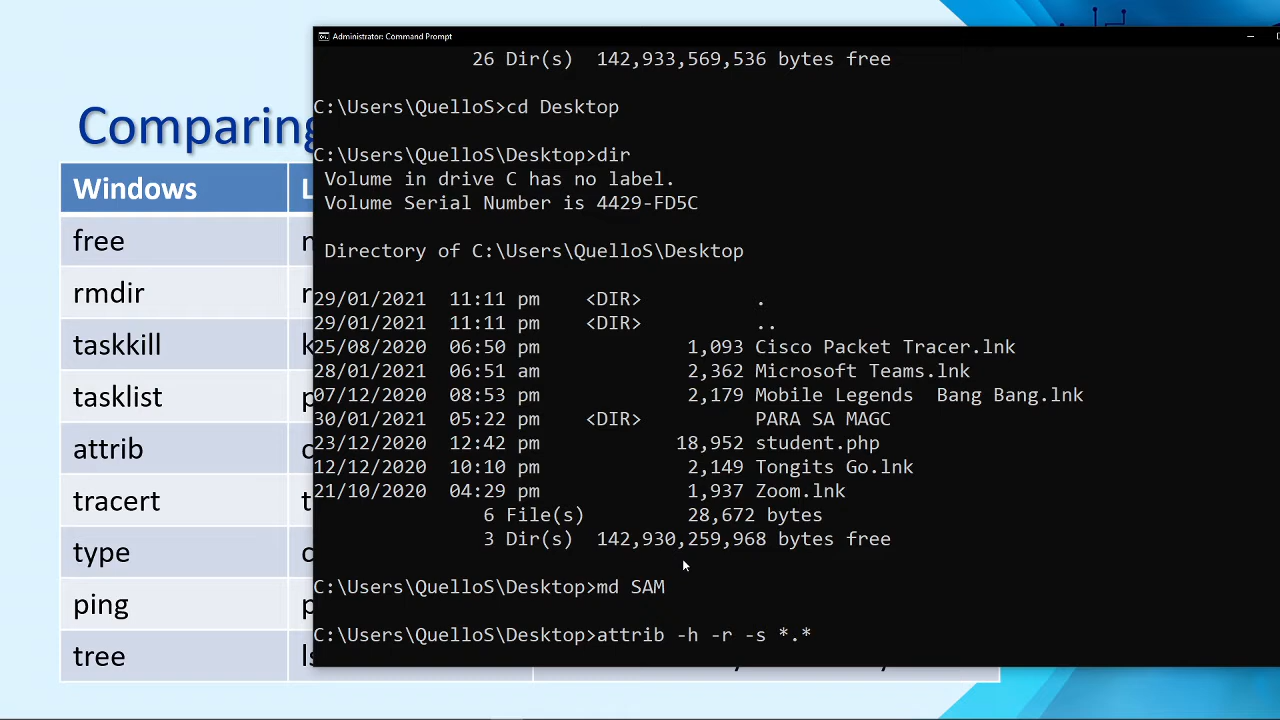 Administrator: Command Prompt
26 Dir(s) 142,933,569,536 bytes free
C:\Users\QuelloS>cd Desktop
C:\Users\QuelloS\Desktop>dir
Volume in drive C has no label.
Volume Serial Number is 4429-FD5C
Directory of C:\Users\QuelloS\Desktop
29/01/2021 11:11 pm <DIR> .
29/01/2021 11:11 pm <DIR> ..
25/08/2020 06:50 pm 1,093 Cisco Packet Tracer.lnk
28/01/2021 06:51 am 2,362 Microsoft Teams.lnk
07/12/2020 08:53 pm 2,179 Mobile Legends  Bang Bang.lnk
30/01/2021 05:22 pm <DIR> PARA SA MAGC
23/12/2020 12:42 pm 18,952 student.php
12/12/2020 10:10 pm 2,149 Tongits Go.lnk
21/10/2020 04:29 pm 1,937 Zoom.lnk
6 File(s) 28,672 bytes
3 Dir(s) 142,930,259,968 bytes free
C:\Users\QuelloS\Desktop>md SAM
C:\Users\QuelloS\Desktop>attrib -h -r -s *.*
Comparing
Windows
free
rmdir
taskkill
tasklist
attrib
tracert
type
ping
tree